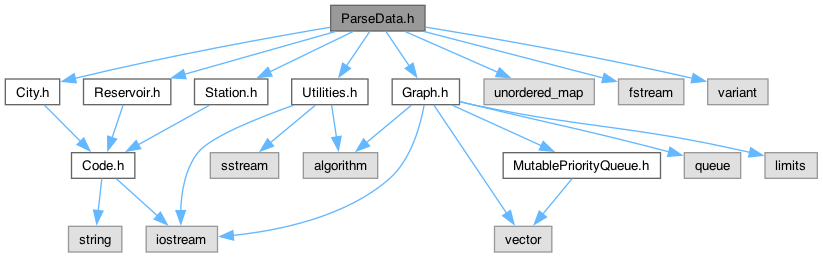 ParseData.h
City.h
Reservoir.h
Station.h
Utilities.h
Graph.h
unordered_map
fstream
variant
Code.h
sstream
algorithm
MutablePriorityQueue.h
queue
limits
string
iostream
vector